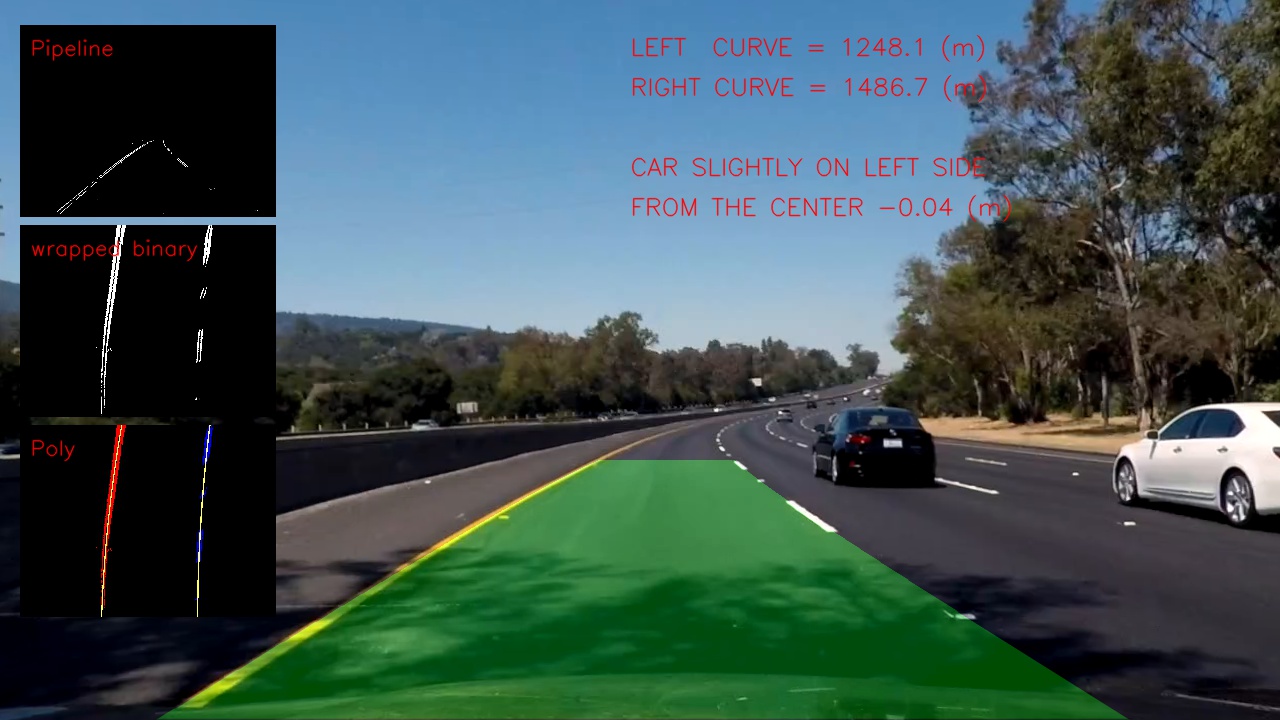 Pipeline
wrapped binary
Poly
LEFT CURVE = 1248.1 (m)
RIGHT CURVE = 1486.7 (m)
CAR SLIGHTLY ON LEFT SIDE
FROM THE CENTER -0.04 (m)